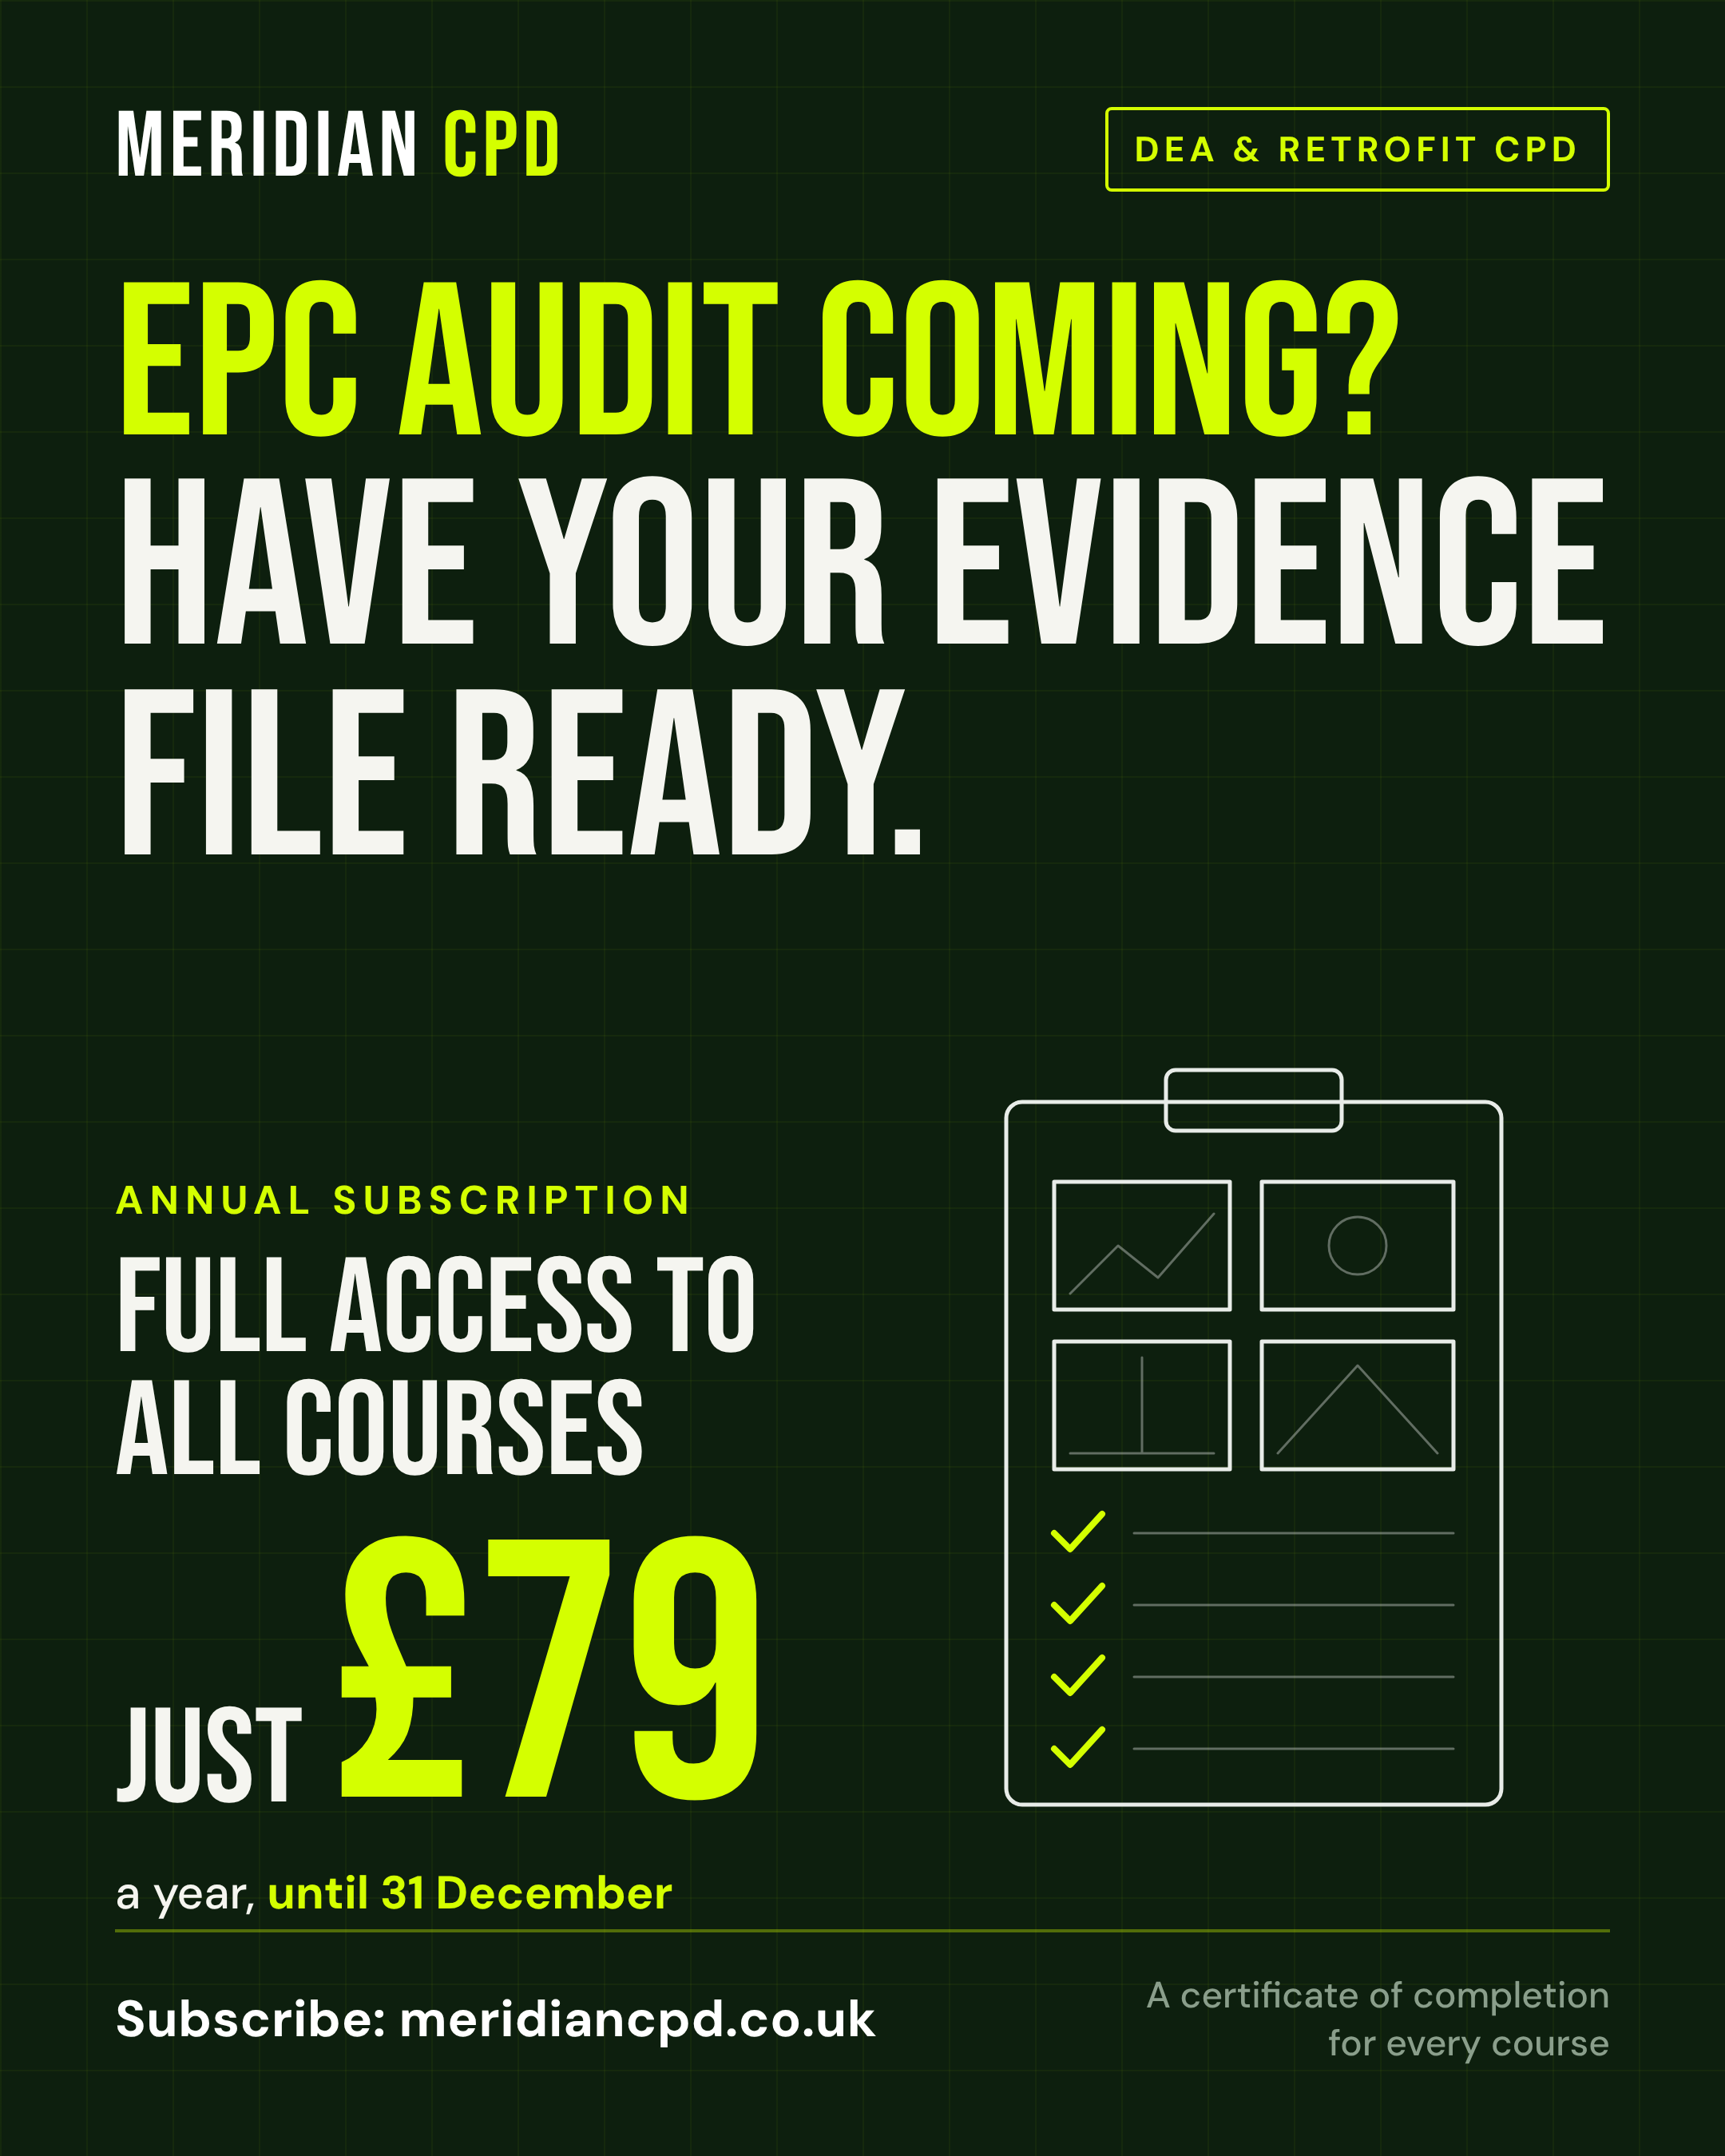 MERIDIAN CPD
DEA & RETROFIT CPD
EPC AUDIT COMING?
HAVE YOUR EVIDENCE
FILE READY.
ANNUAL SUBSCRIPTION
FULL ACCESS TO
ALL COURSES
JUST £79
a year, until 31 December
Subscribe: meridiancpd.co.uk
A certificate of completion
for every course